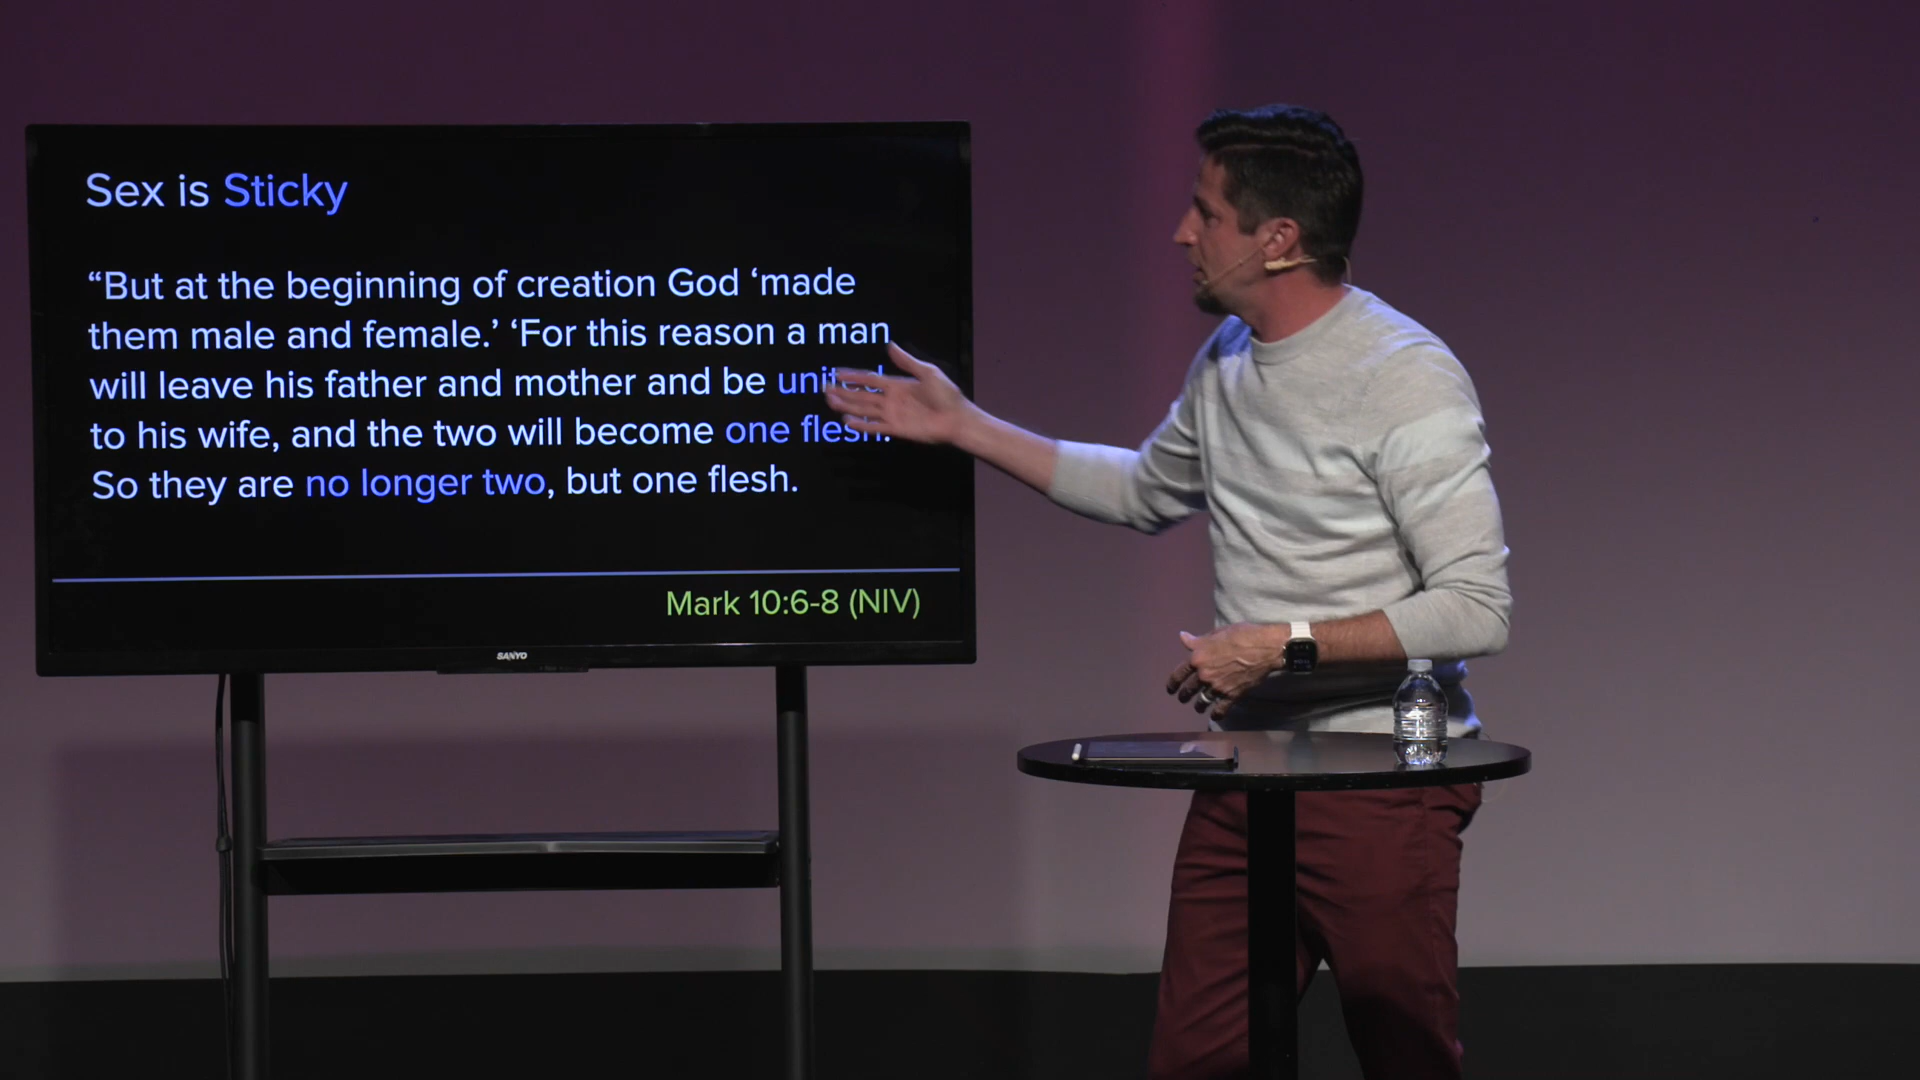 Sex is Sticky
“But at the beginning of creation God ‘made
them male and female.’ ‘For this reason a man
will leave his father and mother and be united
to his wife, and the two will become one flesh.’
So they are no longer two, but one flesh.
Mark 10:6-8 (NIV)
SANYO